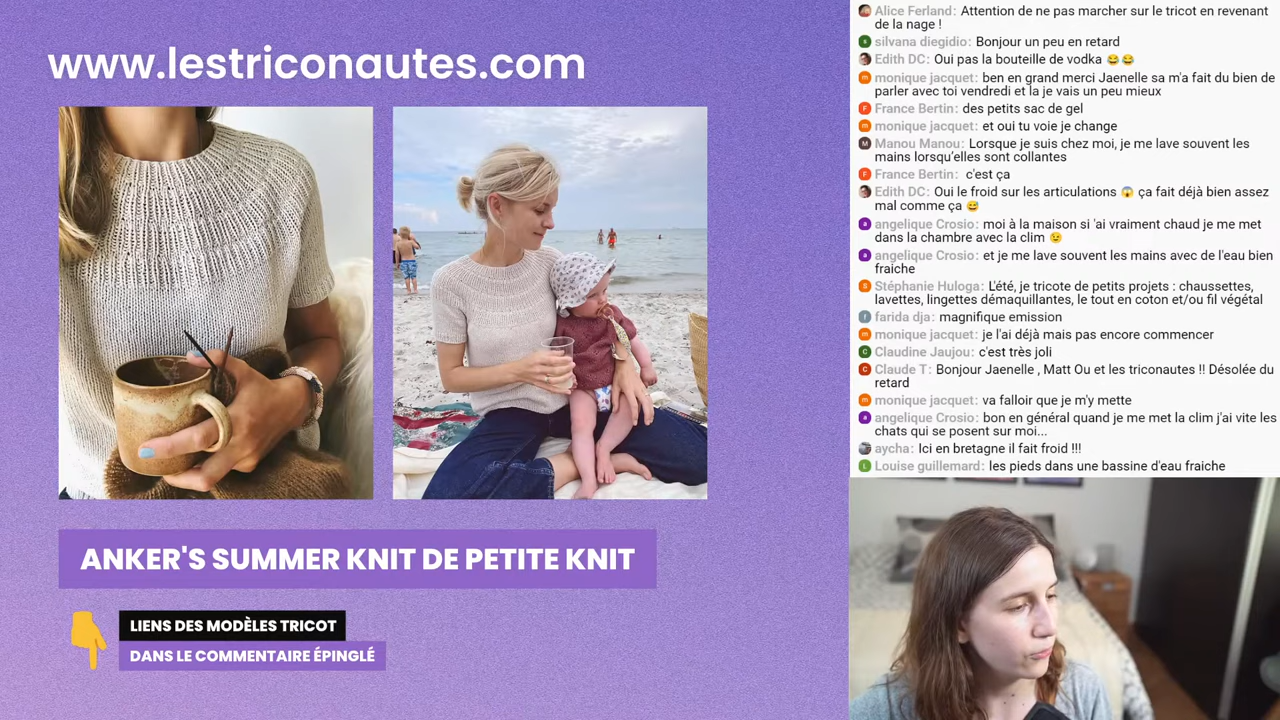 www.lestriconautes.com
ANKER'S SUMMER KNIT DE PETITE KNIT
LIENS DES MODÈLES TRICOT
DANS LE COMMENTAIRE ÉPINGLÉ
Alice Ferland: Attention de ne pas marcher sur le tricot en revenant
de la nage !
silvana diegidio: Bonjour un peu en retard
Edith DC: Oui pas la bouteille de vodka 😂😂
monique jacquet: ben en grand merci Jaenelle sa m'a fait du bien de
parler avec toi vendredi et la je vais un peu mieux
France Bertin: des petits sac de gel
monique jacquet: et oui tu voie je change
Manou Manou: Lorsque je suis chez moi, je me lave souvent les
mains lorsqu'elles sont collantes
France Bertin: c'est ça
Edith DC: Oui le froid sur les articulations 😱 ça fait déjà bien assez
mal comme ça 😅
angelique Crosio: moi à la maison si 'ai vraiment chaud je me met
dans la chambre avec la clim 😉
angelique Crosio: et je me lave souvent les mains avec de l'eau bien
fraiche
Stéphanie Huloga: L'été, je tricote de petits projets : chaussettes,
lavettes, lingettes démaquillantes, le tout en coton et/ou fil végétal
farida dja: magnifique emission
monique jacquet: je l'ai déjà mais pas encore commencer
Claudine Jaujou: c'est très joli
Claude T: Bonjour Jaenelle , Matt Ou et les triconautes !! Désolée du
retard
monique jacquet: va falloir que je m'y mette
angelique Crosio: bon en général quand je me met la clim j'ai vite les
chats qui se posent sur moi...
aycha: Ici en bretagne il fait froid !!!
Louise guillemard: les pieds dans une bassine d'eau fraiche